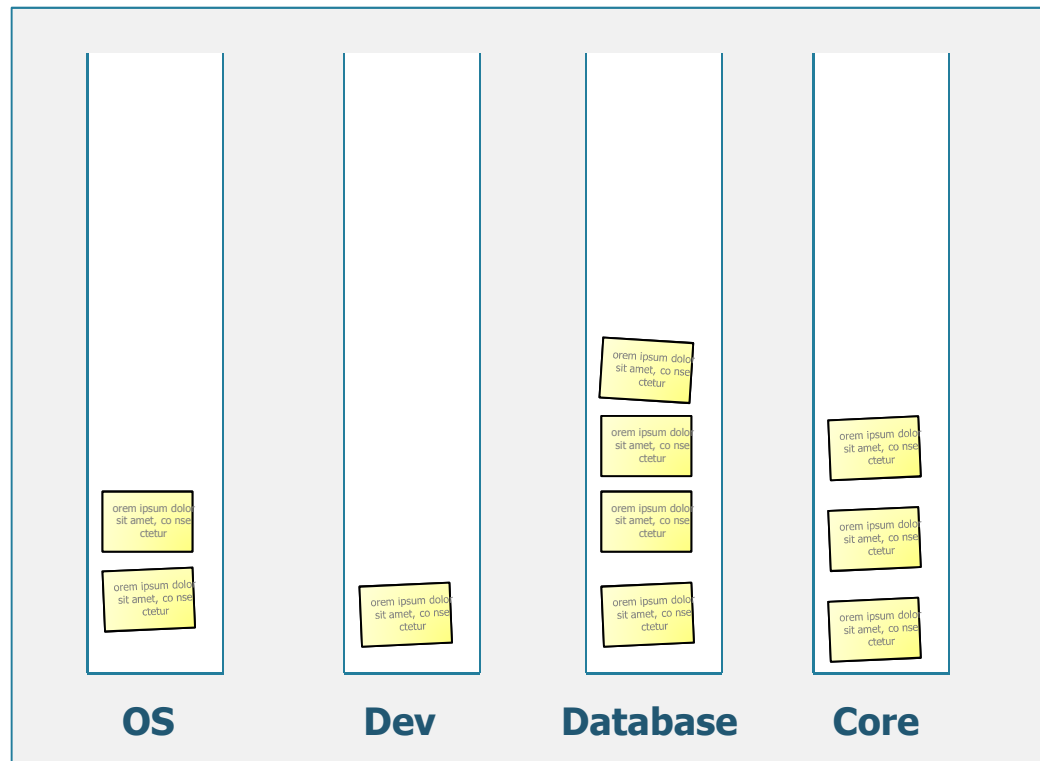 orem ipsum dolor
sit amet, co nse
ctetur
orem ipsum dolor
sit amet, co nse
ctetur
OS
orem ipsum dolor
sit amet, co nse
ctetur
Dev
orem ipsum dolor
sit amet, co nse
ctetur
orem ipsum dolor
sit amet, co nse
ctetur
orem ipsum dolor
sit amet, co nse
ctetur
orem ipsum dolor
sit amet, co nse
ctetur
Database
orem ipsum dolor
sit amet, co nse
ctetur
orem ipsum dolor
sit amet, co nse
ctetur
orem ipsum dolor
sit amet, co nse
ctetur
Core